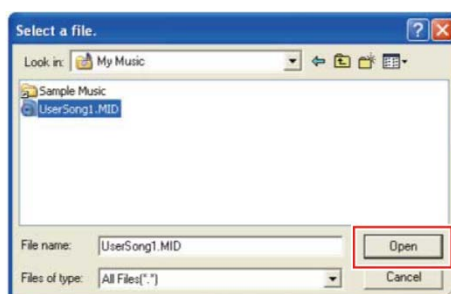 Select a file.
Look in: My Music
Sample Music
UserSong1.MID
File name: UserSong1.MID Open
Files of type: All Files(*.*) Cancel